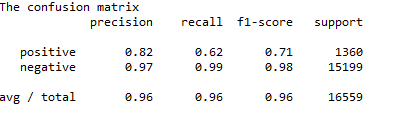 The confusion matrix
precision recall f1-score support
positive 0.82 0.62 0.71 1360
negative 0.97 0.99 0.98 15199
avg / total 0.96 0.96 0.96 16559